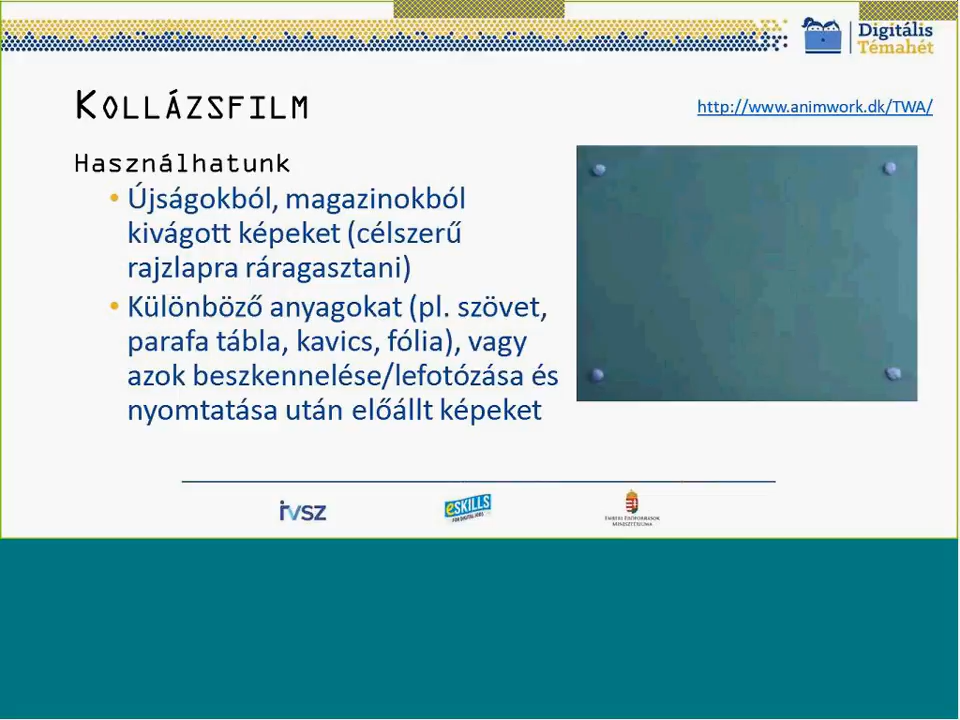 Digitális
Témahét
KOLLÁZSFILM
http://www.animwork.dk/TWA/
Használhatunk
• Újságokból, magazinokból
kivágott képeket (célszerű
rajzlapra ráragasztani)
• Különböző anyagokat (pl. szövet,
parafa tábla, kavics, fólia), vagy
azok beszkennelése/lefotózása és
nyomtatása után előállt képeket
IVSZ
eSKILLS
FOR DIGITAL JOBS
EMBERI ERŐFORRÁSOK
MINISZTÉRIUMA